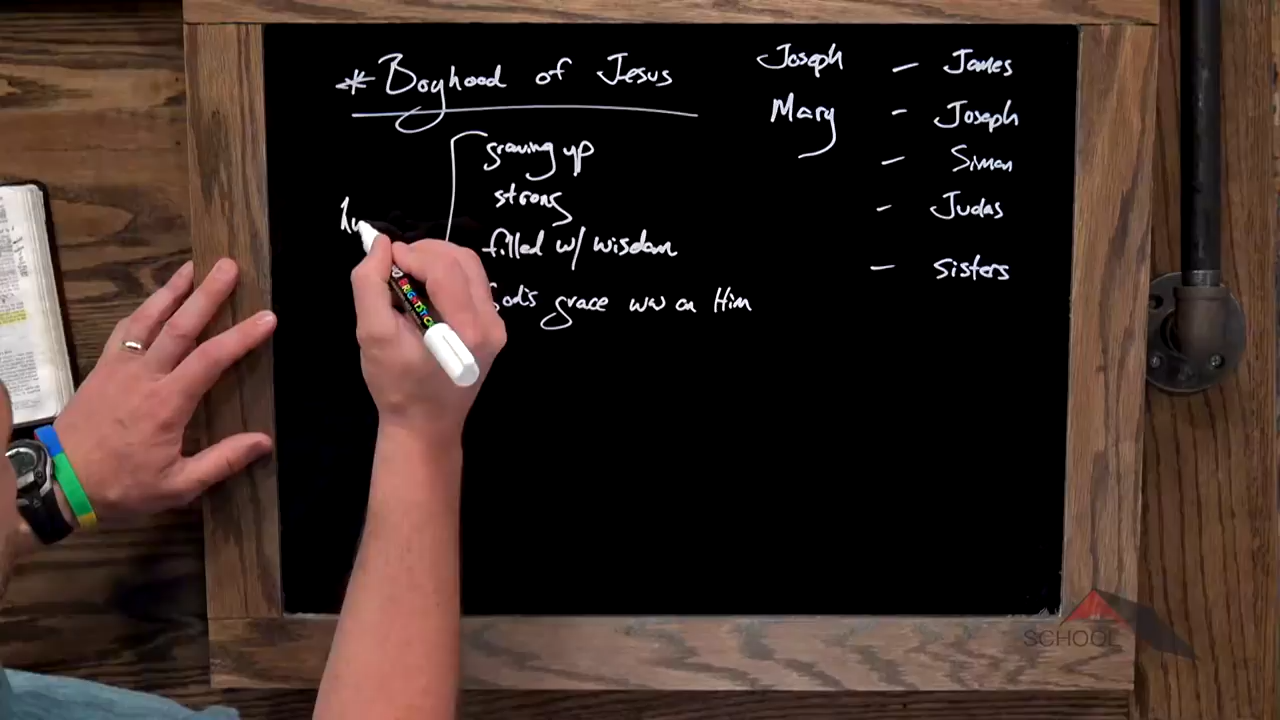 * Boyhood of Jesus
growing up
strong
filled w/ wisdom
God's grace was on Him
hu
Joseph - James
Mary - Joseph
- Simon
- Judas
- Sisters
SCHOOL